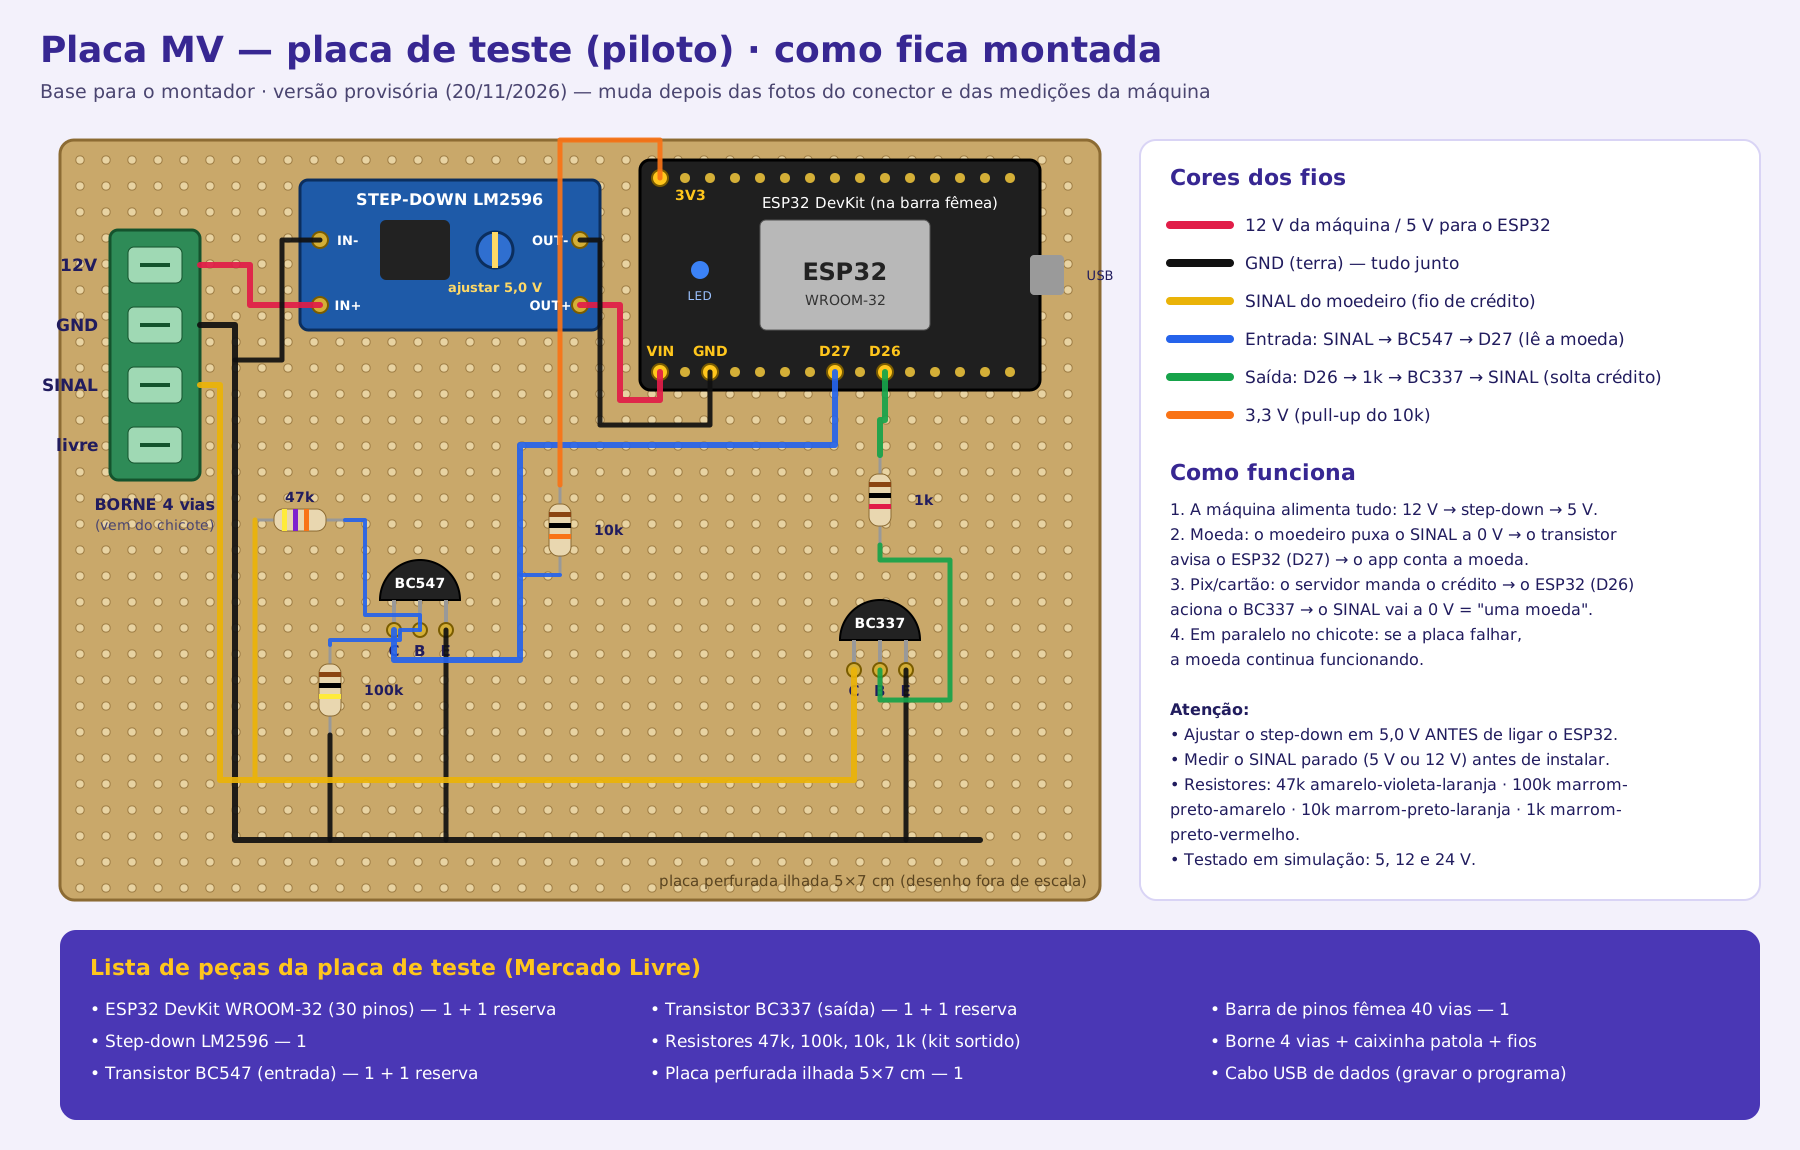 Placa MV — placa de teste (piloto) · como fica montada
Base para o montador · versão provisória (20/11/2026) — muda depois das fotos do conector e das medições da máquina
12V
GND
SINAL
livre
BORNE 4 vias
(vem do chicote)
STEP-DOWN LM2596
IN-
OUT-
ajustar 5,0 V
IN+
OUT+
3V3
ESP32 DevKit (na barra fêmea)
ESP32
WROOM-32
LED
USB
VIN
GND
D27
D26
47k
10k
1k
BC547
C B E
100k
BC337
C B E
placa perfurada ilhada 5×7 cm (desenho fora de escala)
Cores dos fios
12 V da máquina / 5 V para o ESP32
GND (terra) — tudo junto
SINAL do moedeiro (fio de crédito)
Entrada: SINAL → BC547 → D27 (lê a moeda)
Saída: D26 → 1k → BC337 → SINAL (solta crédito)
3,3 V (pull-up do 10k)
Como funciona
1. A máquina alimenta tudo: 12 V → step-down → 5 V.
2. Moeda: o moedeiro puxa o SINAL a 0 V → o transistor
avisa o ESP32 (D27) → o app conta a moeda.
3. Pix/cartão: o servidor manda o crédito → o ESP32 (D26)
aciona o BC337 → o SINAL vai a 0 V = "uma moeda".
4. Em paralelo no chicote: se a placa falhar,
a moeda continua funcionando.
Atenção:
• Ajustar o step-down em 5,0 V ANTES de ligar o ESP32.
• Medir o SINAL parado (5 V ou 12 V) antes de instalar.
• Resistores: 47k amarelo-violeta-laranja · 100k marrom-
preto-amarelo · 10k marrom-preto-laranja · 1k marrom-
preto-vermelho.
• Testado em simulação: 5, 12 e 24 V.
Lista de peças da placa de teste (Mercado Livre)
• ESP32 DevKit WROOM-32 (30 pinos) — 1 + 1 reserva
• Step-down LM2596 — 1
• Transistor BC547 (entrada) — 1 + 1 reserva
• Transistor BC337 (saída) — 1 + 1 reserva
• Resistores 47k, 100k, 10k, 1k (kit sortido)
• Placa perfurada ilhada 5×7 cm — 1
• Barra de pinos fêmea 40 vias — 1
• Borne 4 vias + caixinha patola + fios
• Cabo USB de dados (gravar o programa)